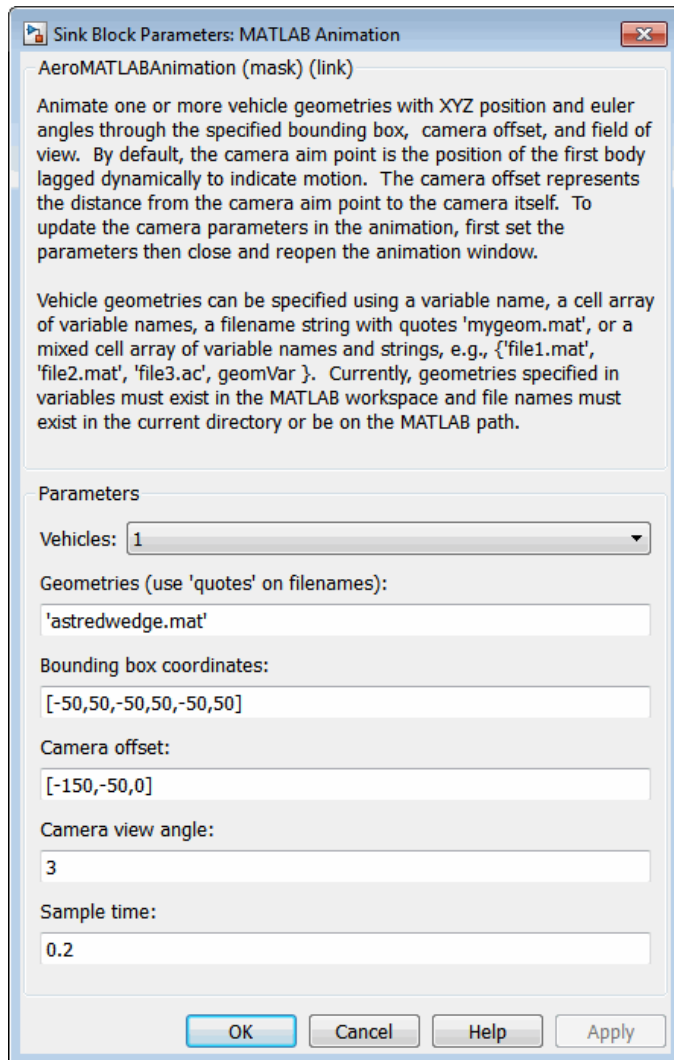 Sink Block Parameters: MATLAB Animation
AeroMATLABAnimation (mask) (link)
Animate one or more vehicle geometries with XYZ position and euler
angles through the specified bounding box,  camera offset, and field of
view.  By default, the camera aim point is the position of the first body
lagged dynamically to indicate motion.  The camera offset represents
the distance from the camera aim point to the camera itself.  To
update the camera parameters in the animation, first set the
parameters then close and reopen the animation window.
Vehicle geometries can be specified using a variable name, a cell array
of variable names, a filename string with quotes 'mygeom.mat', or a
mixed cell array of variable names and strings, e.g., {'file1.mat',
'file2.mat', 'file3.ac', geomVar }.  Currently, geometries specified in
variables must exist in the MATLAB workspace and file names must
exist in the current directory or be on the MATLAB path.
Parameters
Vehicles: 1
Geometries (use 'quotes' on filenames):
'astredwedge.mat'
Bounding box coordinates:
[-50,50,-50,50,-50,50]
Camera offset:
[-150,-50,0]
Camera view angle:
3
Sample time:
0.2
OK Cancel Help Apply